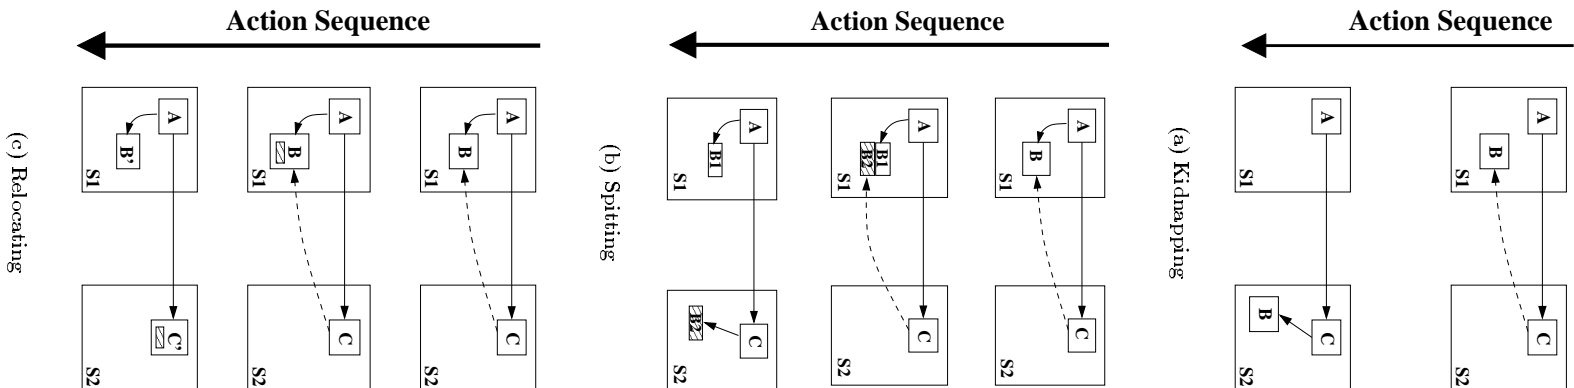 Action Sequence
A
B
S1
C
S2
A
S1
C
B
S2
(a) Kidnapping
Action Sequence
A
B
S1
C
S2
A
B1
B2
S1
C
S2
A
B1
S1
C
B2
S2
(b) Spitting
Action Sequence
A
B
S1
C
S2
A
B
S1
C
S2
A
B'
S1
C'
S2
(c) Relocating